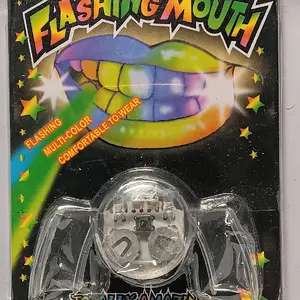 FLASHING MOUTH
FLASHING
MULTI-COLOR
COMFORTABLE TO WEAR